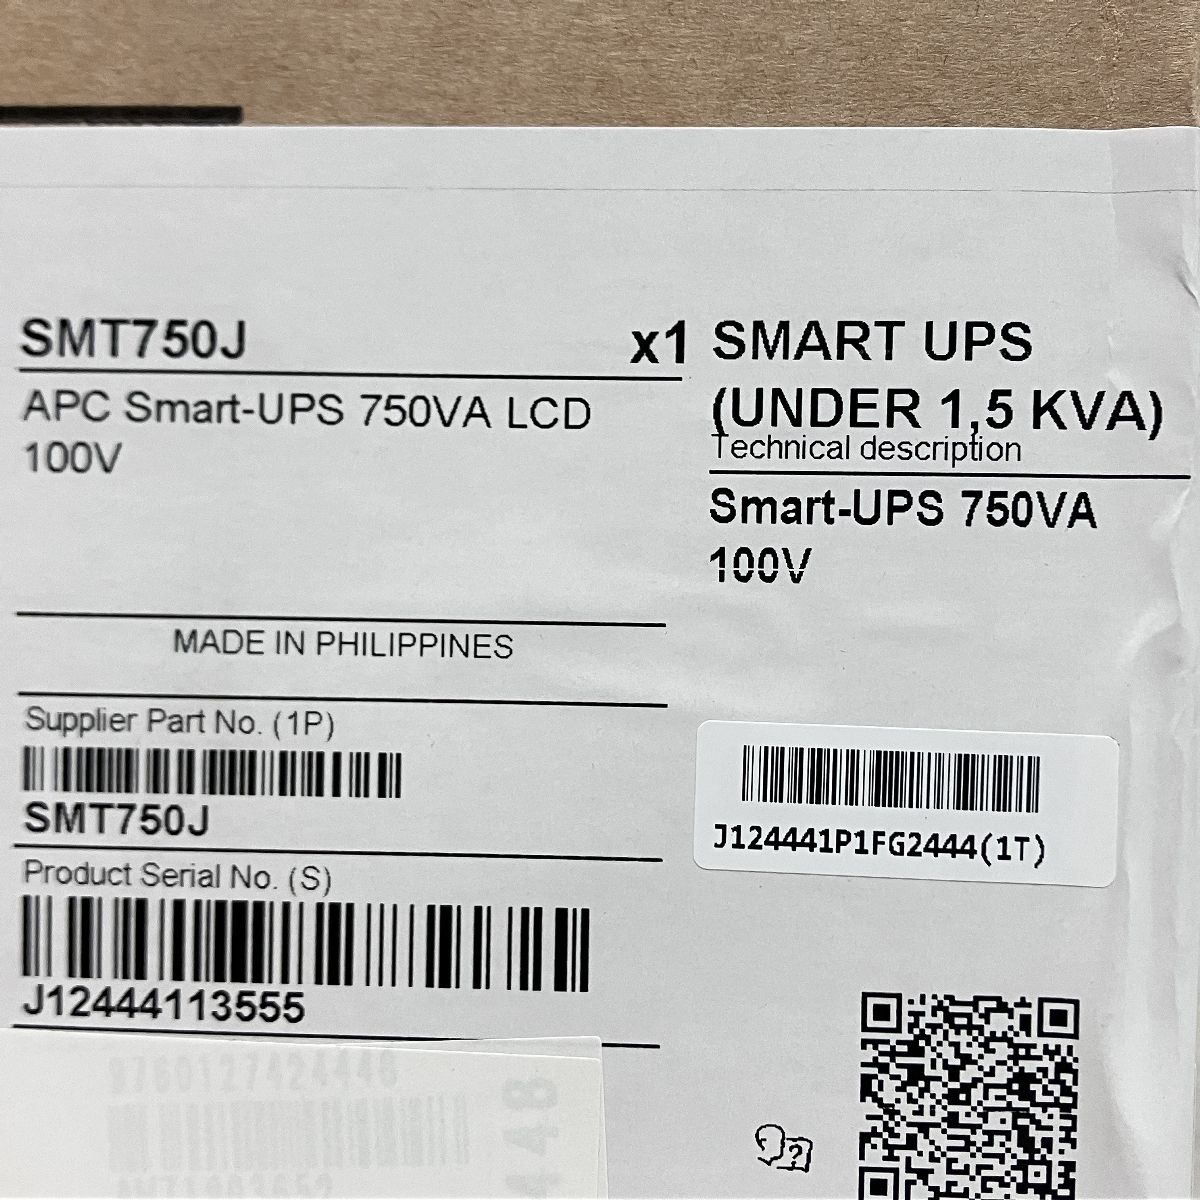 SMT750J x1
APC Smart-UPS 750VA LCD
100V
MADE IN PHILIPPINES
Supplier Part No. (1P)
SMT750J
Product Serial No. (S)
J12444113555
SMART UPS
(UNDER 1,5 KVA)
Technical description
Smart-UPS 750VA
100V
J124441P1FG2444(1T)
?